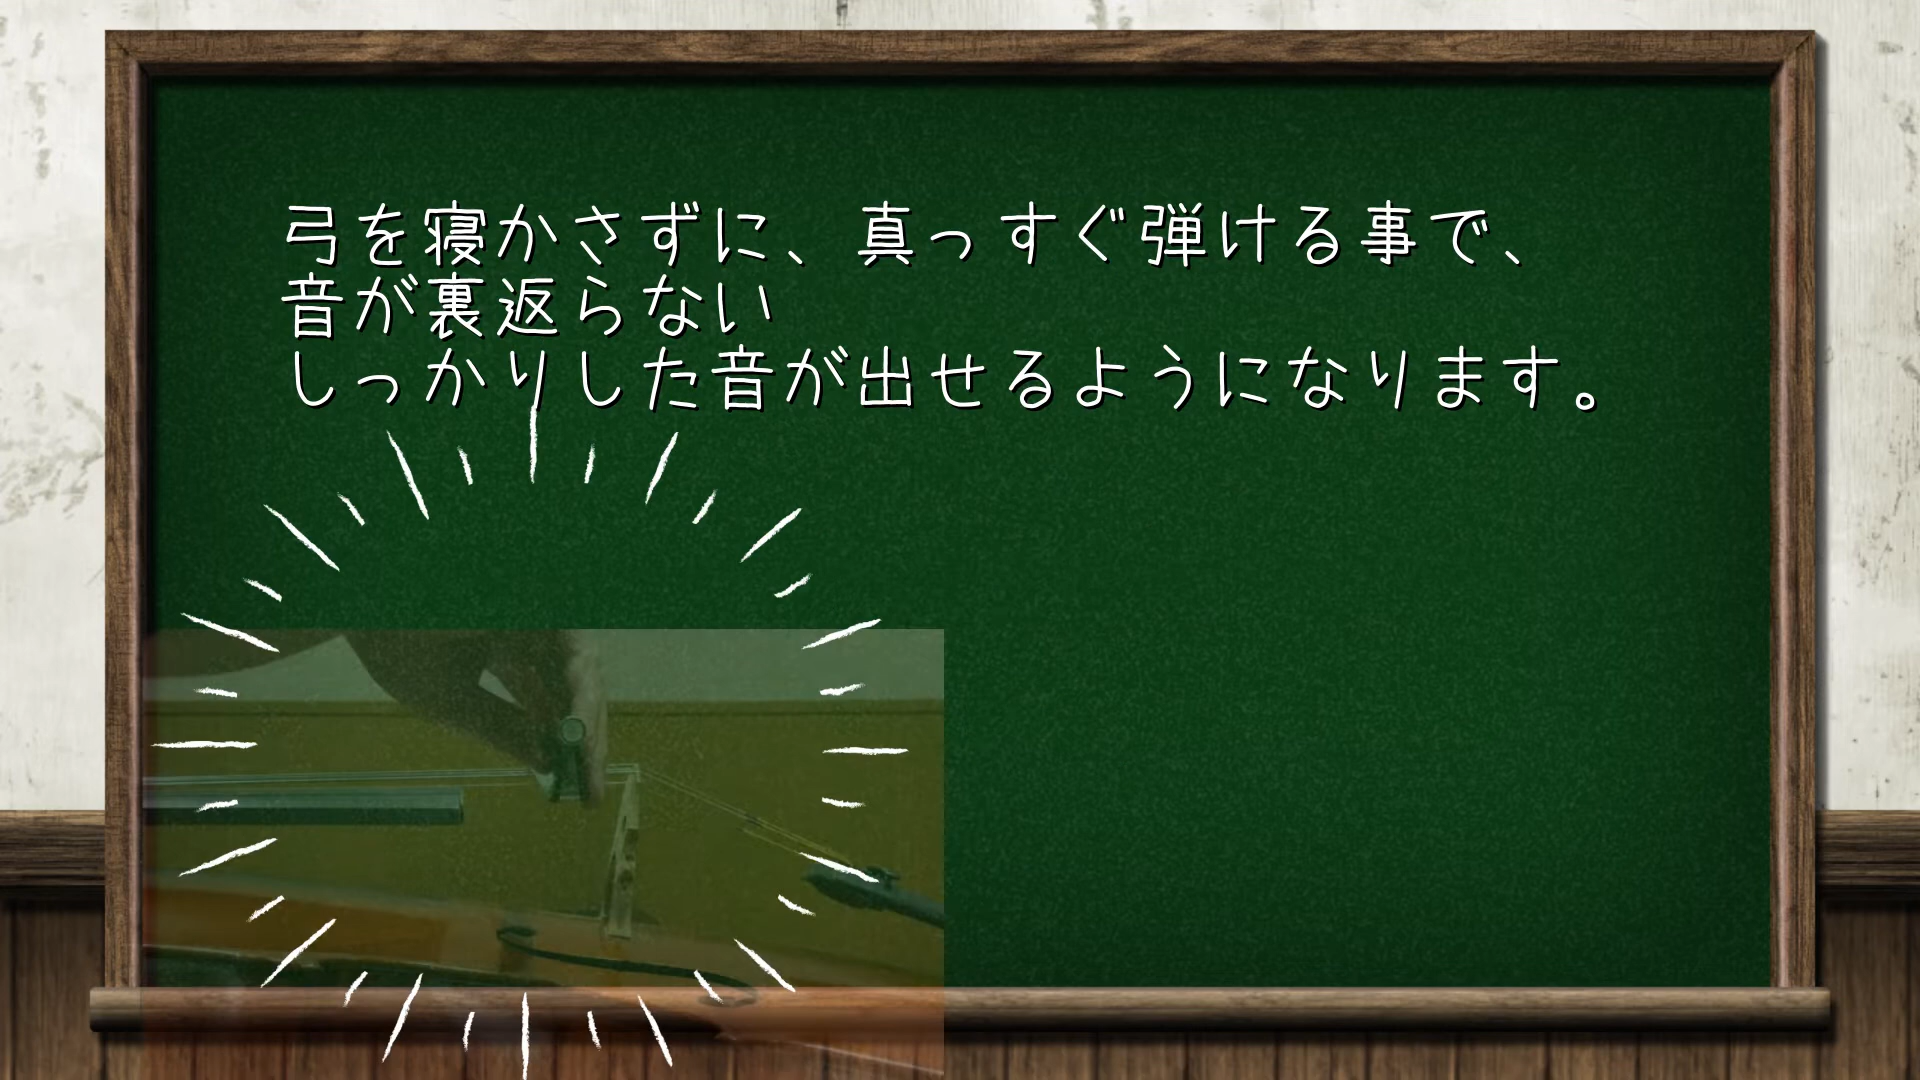 弓を寝かさずに、真っすぐ弾ける事で、
音が裏返らない
しっかりした音が出せるようになります。